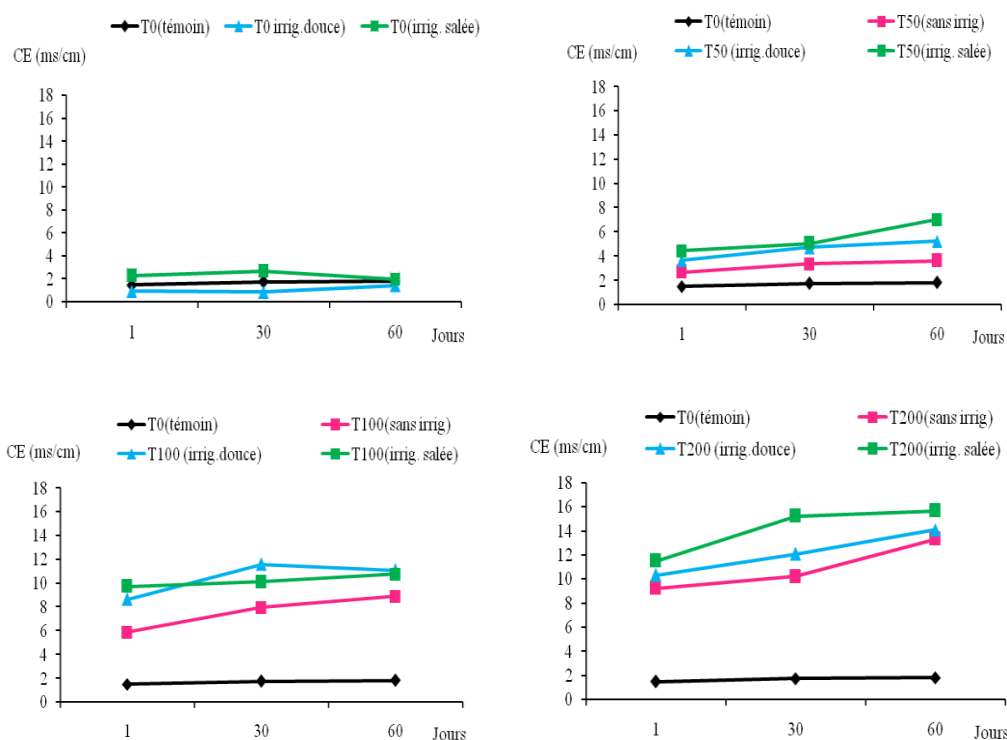 T0(témoin) T0 irrig.douce) T0(irrig. salée)
CE (ms/cm)
18
16
14
12
10
8
6
4
2
0
1 30 60 Jours
T0(témoin) T50(sans irrig)
T50 (irrig.douce) T50(irrig. salée)
CE (ms/cm)
18
16
14
12
10
8
6
4
2
0
1 30 60 Jours
T0(témoin) T100(sans irrig)
T100 (irrig.douce) T100(irrig. salée)
CE (ms/cm)
18
16
14
12
10
8
6
4
2
0
1 30 60 Jours
T0(témoin) T200(sans irrig)
T200 (irrig.douce) T200(irrig. salée)
CE (ms/cm)
18
16
14
12
10
8
6
4
2
0
1 30 60 Jours